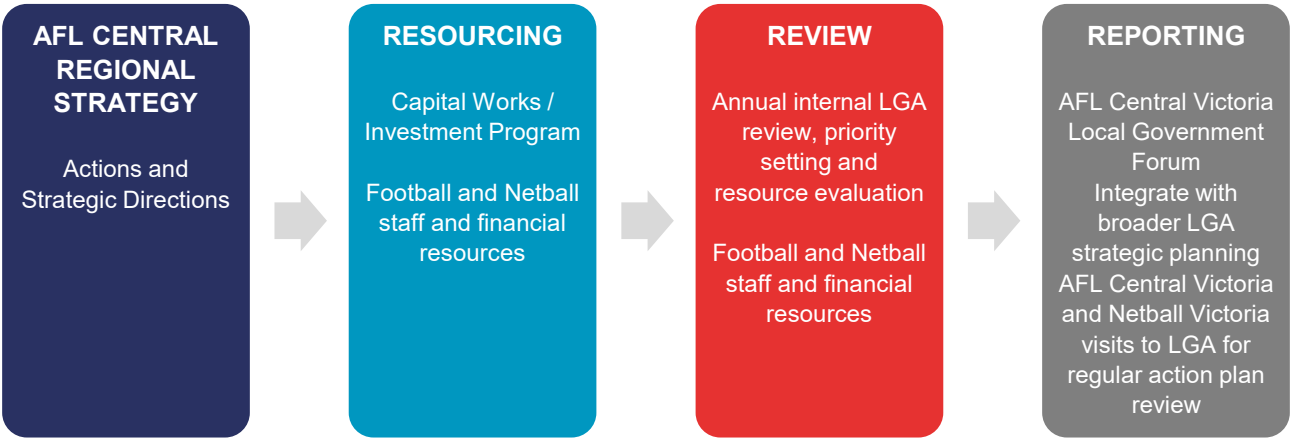 AFL CENTRAL
REGIONAL
STRATEGY
Actions and
Strategic Directions
RESOURCING
Capital Works /
Investment Program
Football and Netball
staff and financial
resources
REVIEW
Annual internal LGA
review, priority
setting and
resource evaluation
Football and Netball
staff and financial
resources
REPORTING
AFL Central Victoria
Local Government
Forum
Integrate with
broader LGA
strategic planning
AFL Central Victoria
and Netball Victoria
visits to LGA for
regular action plan
review